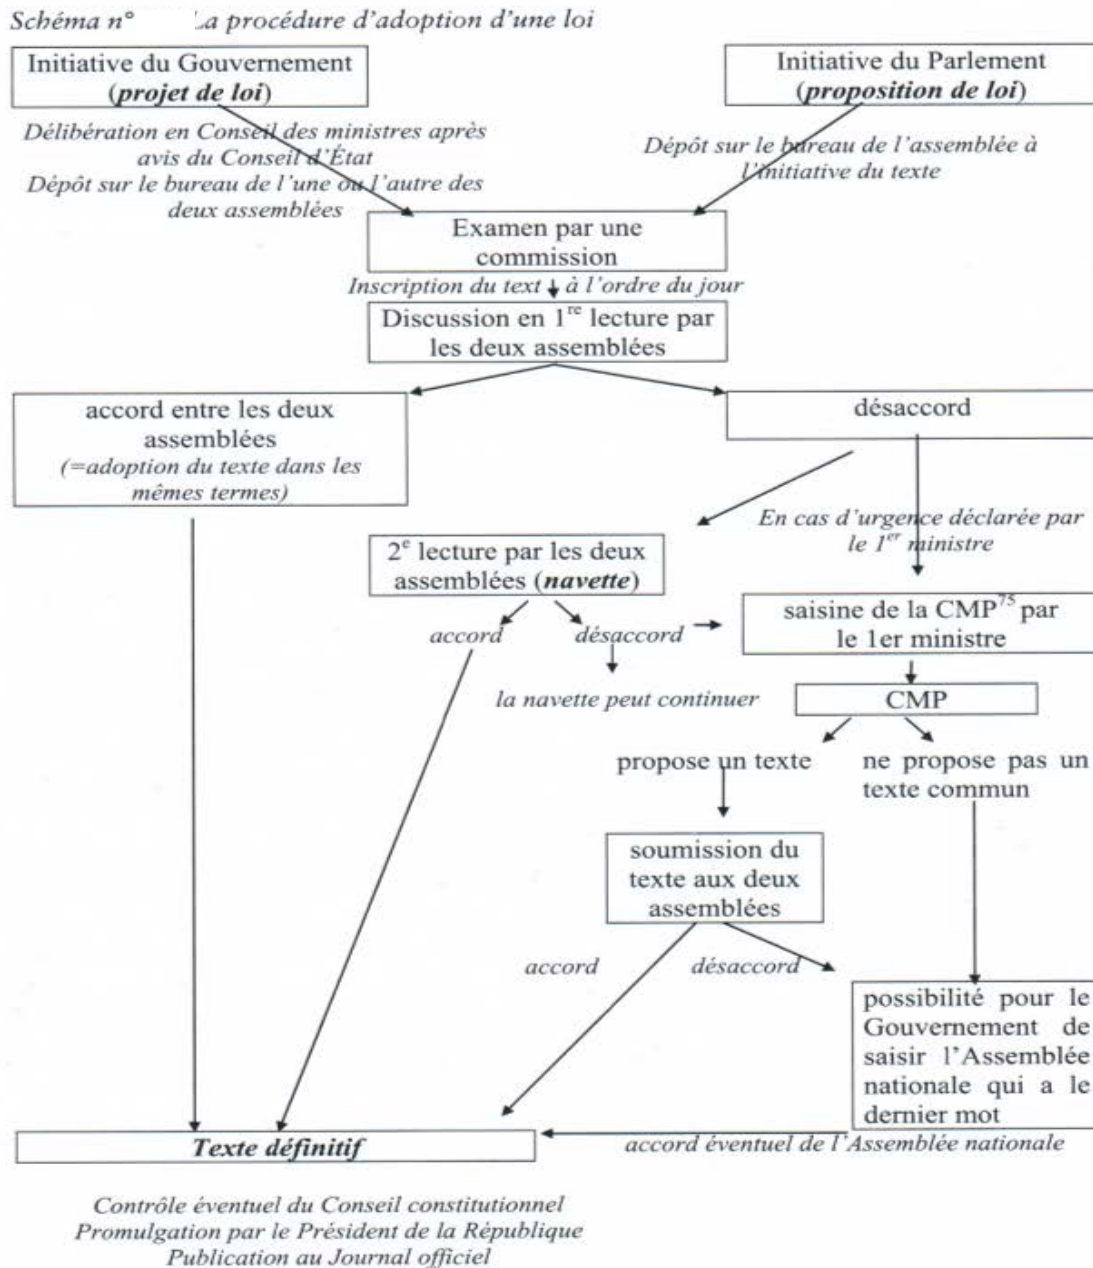 Schéma n° La procédure d'adoption d'une loi
Initiative du Gouvernement
(projet de loi)
Initiative du Parlement
(proposition de loi)
Délibération en Conseil des ministres après
avis du Conseil d'État
Dépôt sur le bureau de l'une ou l'autre des
deux assemblées
Dépôt sur le bureau de l'assemblée à
l'initiative du texte
Examen par une
commission
Inscription du text à l'ordre du jour
Discussion en 1re lecture par
les deux assemblées
accord entre les deux
assemblées
(=adoption du texte dans les
mêmes termes)
désaccord
En cas d'urgence déclarée par
le 1er ministre
2e lecture par les deux
assemblées (navette)
accord
désaccord
saisine de la CMP75 par
le 1er ministre
la navette peut continuer
CMP
propose un texte
ne propose pas un
texte commun
soumission du
texte aux deux
assemblées
accord
désaccord
possibilité pour le
Gouvernement de
saisir l'Assemblée
nationale qui a le
dernier mot
Texte définitif
accord éventuel de l'Assemblée nationale
Contrôle éventuel du Conseil constitutionnel
Promulgation par le Président de la République
Publication au Journal officiel